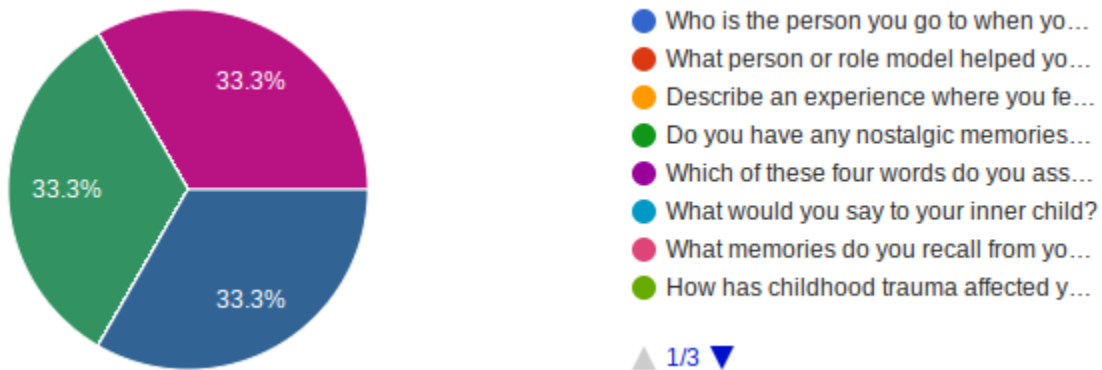 33.3%
33.3%
33.3%
Who is the person you go to when yo...
What person or role model helped yo...
Describe an experience where you fe...
Do you have any nostalgic memories...
Which of these four words do you ass...
What would you say to your inner child?
What memories do you recall from yo...
How has childhood trauma affected y...
1/3